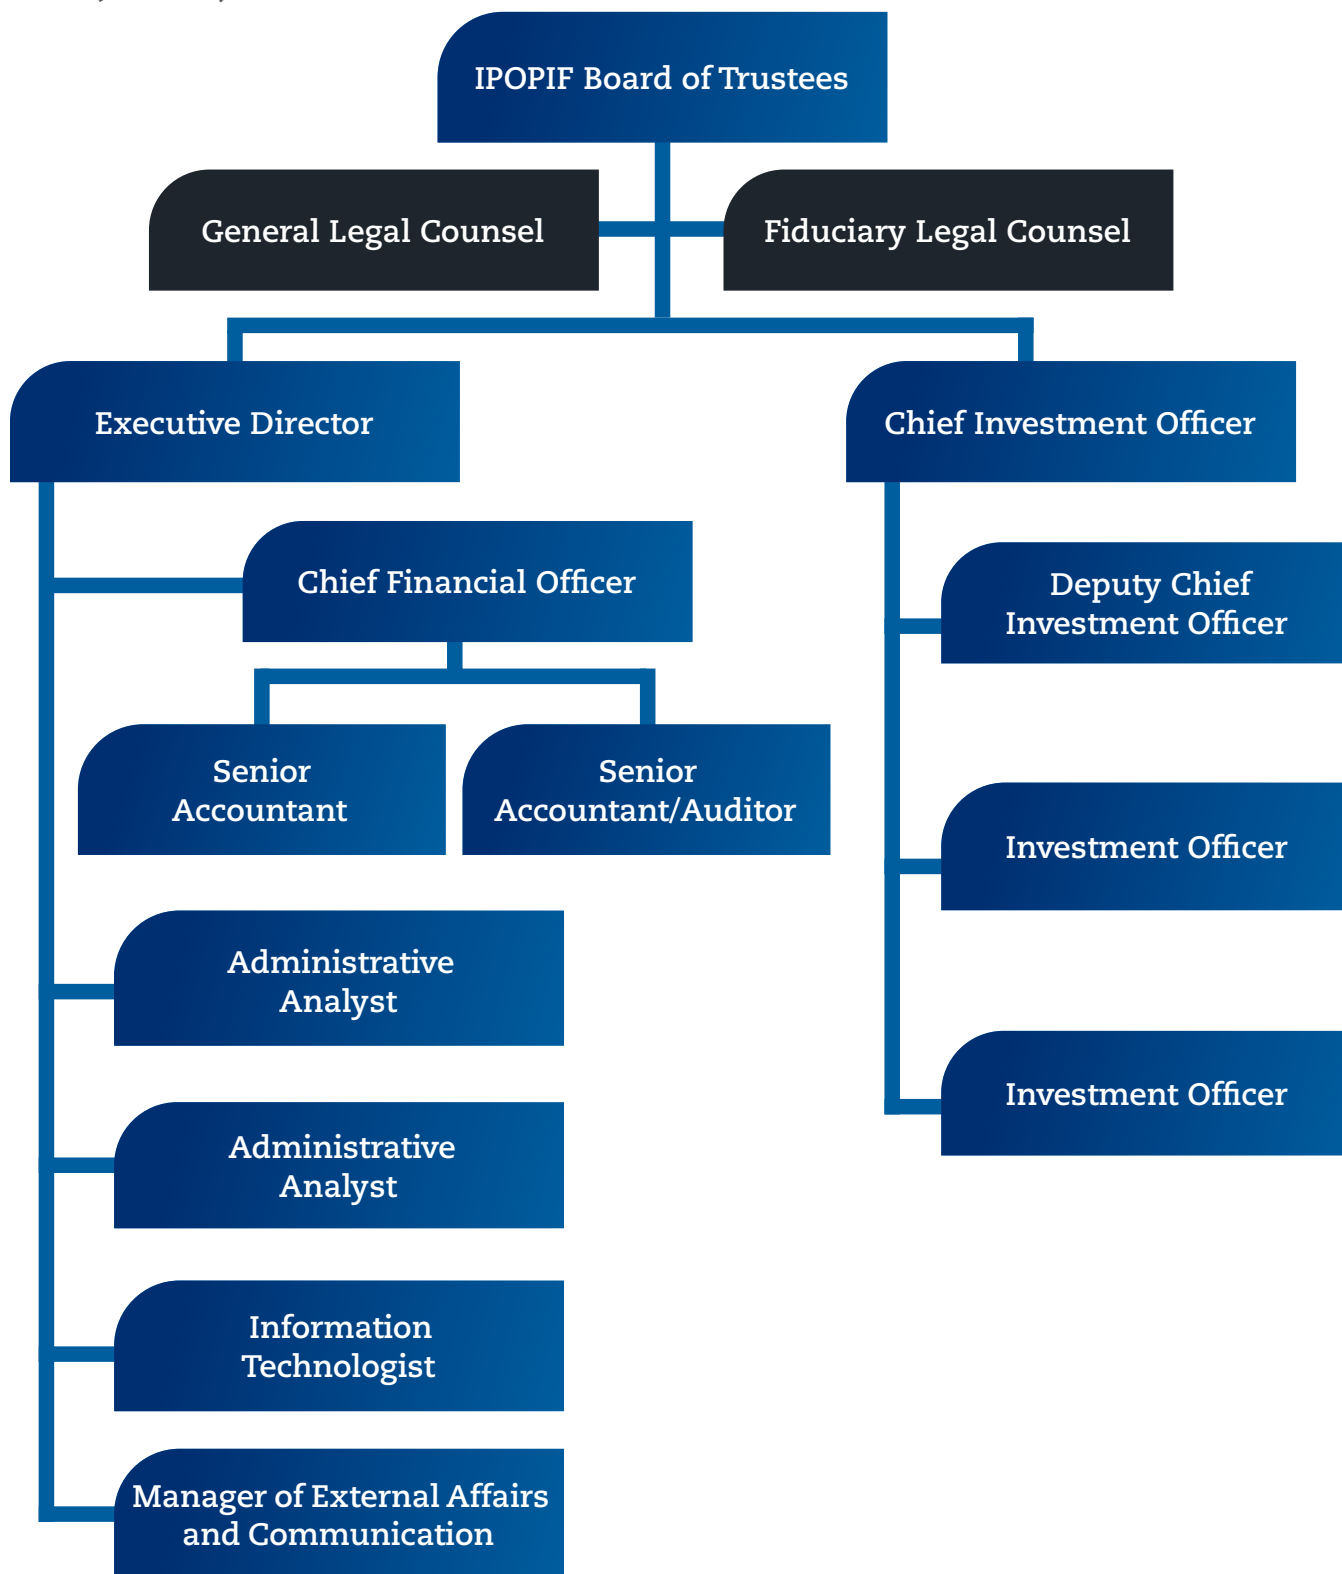 IPOPIF Board of Trustees
General Legal Counsel
Fiduciary Legal Counsel
Executive Director
Chief Investment Officer
Chief Financial Officer
Deputy Chief
Investment Officer
Senior
Accountant
Senior
Accountant/Auditor
Investment Officer
Administrative
Analyst
Investment Officer
Administrative
Analyst
Information
Technologist
Manager of External Affairs
and Communication